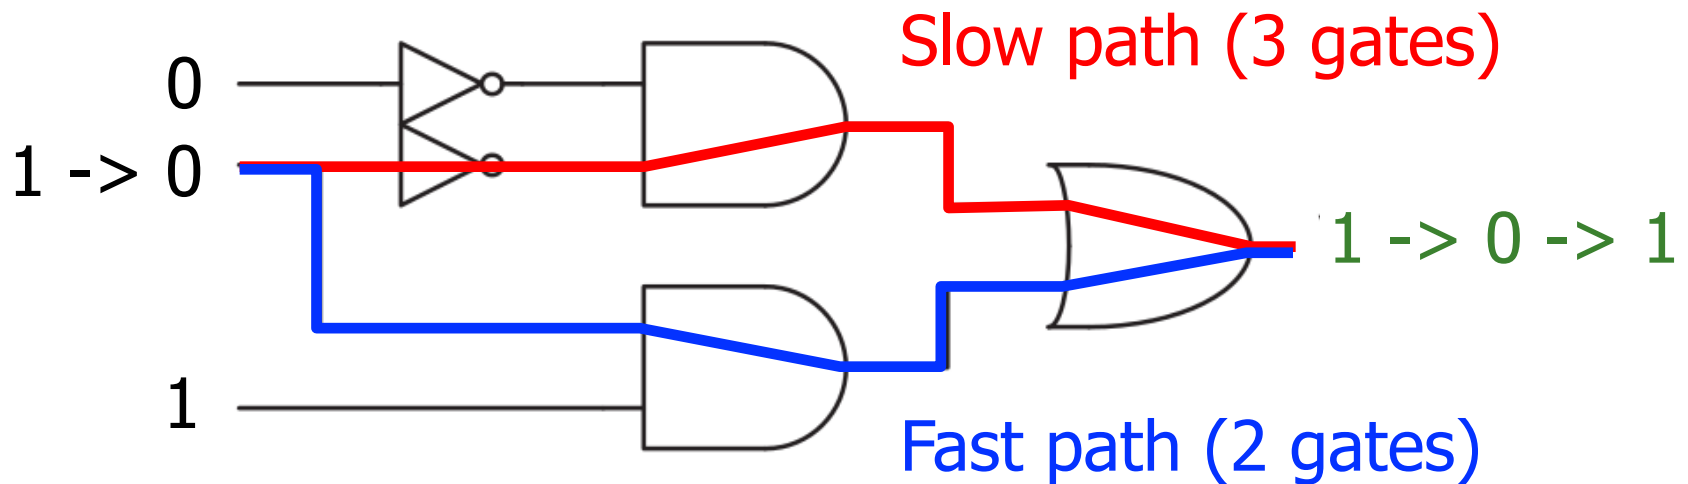 Slow path (3 gates)
0
1 -> 0
1 -> 0 -> 1
1
Fast path (2 gates)